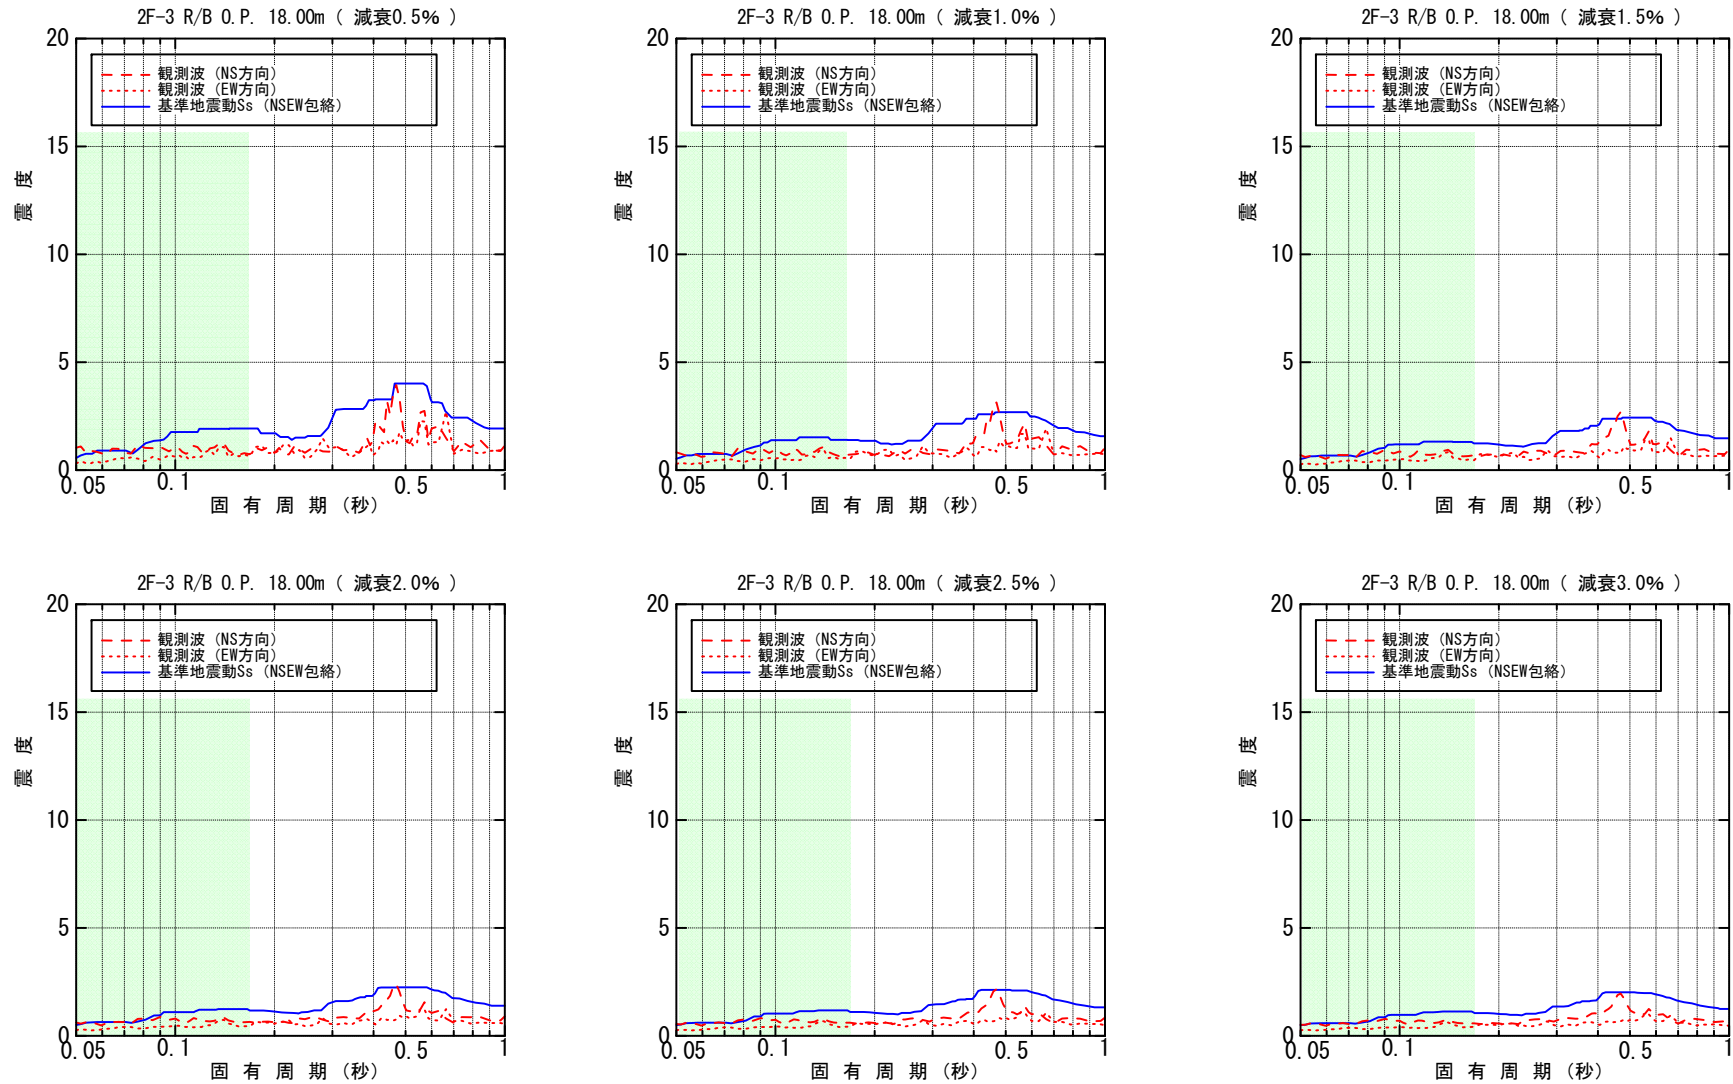 2F-3 R/B O.P. 18.00m ( 減衰0.5% )
20
15
10
5
0
震 度
観測波 (NS方向)
観測波 (EW方向)
基準地震動Ss (NSEW包絡)
0.05 0.1 0.5 1
固 有 周 期 (秒)
2F-3 R/B O.P. 18.00m ( 減衰1.0% )
20
15
10
5
0
震 度
観測波 (NS方向)
観測波 (EW方向)
基準地震動Ss (NSEW包絡)
0.05 0.1 0.5 1
固 有 周 期 (秒)
2F-3 R/B O.P. 18.00m ( 減衰1.5% )
20
15
10
5
0
震 度
観測波 (NS方向)
観測波 (EW方向)
基準地震動Ss (NSEW包絡)
0.05 0.1 0.5 1
固 有 周 期 (秒)
2F-3 R/B O.P. 18.00m ( 減衰2.0% )
20
15
10
5
0
震 度
観測波 (NS方向)
観測波 (EW方向)
基準地震動Ss (NSEW包絡)
0.05 0.1 0.5 1
固 有 周 期 (秒)
2F-3 R/B O.P. 18.00m ( 減衰2.5% )
20
15
10
5
0
震 度
観測波 (NS方向)
観測波 (EW方向)
基準地震動Ss (NSEW包絡)
0.05 0.1 0.5 1
固 有 周 期 (秒)
2F-3 R/B O.P. 18.00m ( 減衰3.0% )
20
15
10
5
0
震 度
観測波 (NS方向)
観測波 (EW方向)
基準地震動Ss (NSEW包絡)
0.05 0.1 0.5 1
固 有 周 期 (秒)